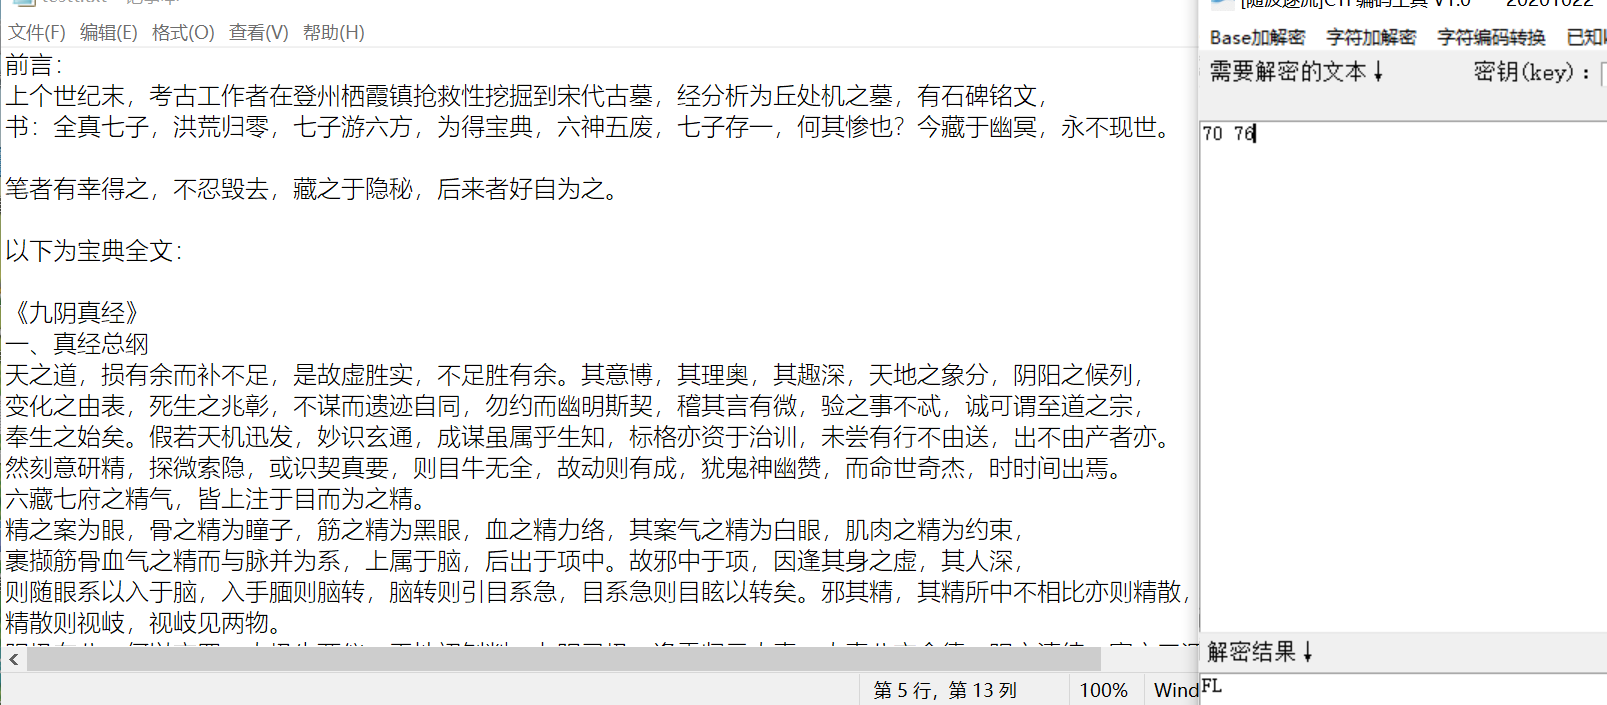 文件(F) 编辑(E) 格式(O) 查看(V) 帮助(H)
前言：
上个世纪末，考古工作者在登州栖霞镇抢救性挖掘到宋代古墓，经分析为丘处机之墓，有石碑铭文，
书：全真七子，洪荒归零，七子游六方，为得宝典，六神五废，七子存一，何其惨也？今藏于幽冥，永不现世。
笔者有幸得之，不忍毁去，藏之于隐秘，后来者好自为之。
以下为宝典全文：
《九阴真经》
一、真经总纲
天之道，损有余而补不足，是故虚胜实，不足胜有余。其意博，其理奥，其趣深，天地之象分，阴阳之候列，
变化之由表，死生之兆彰，不谋而遗迹自同，勿约而幽明斯契，稽其言有微，验之事不忒，诚可谓至道之宗，
奉生之始矣。假若天机迅发，妙识玄通，成谋虽属乎生知，标格亦资于治训，未尝有行不由送，出不由产者亦。
然刻意研精，探微索隐，或识契真要，则目牛无全，故动则有成，犹鬼神幽赞，而命世奇杰，时时间出焉。
六藏七府之精气，皆上注于目而为之精。
精之案为眼，骨之精为瞳子，筋之精为黑眼，血之精力络，其案气之精为白眼，肌肉之精为约束，
裹撷筋骨血气之精而与脉并为系，上属于脑，后出于项中。故邪中于项，因逢其身之虚，其人深，
则随眼系以入于脑，入手脑则脑转，脑转则引目系急，目系急则目眩以转矣。邪其精，其精所中不相比亦则精散，
精散则视岐，视岐见两物。
第 5 行，第 13 列 100% Wind
[随波逐流]CTF编码工具 V1.0 20201022
Base加解密 字符加解密 字符编码转换 已知
需要解密的文本↓ 密钥(key)：
70 76
解密结果↓
FL